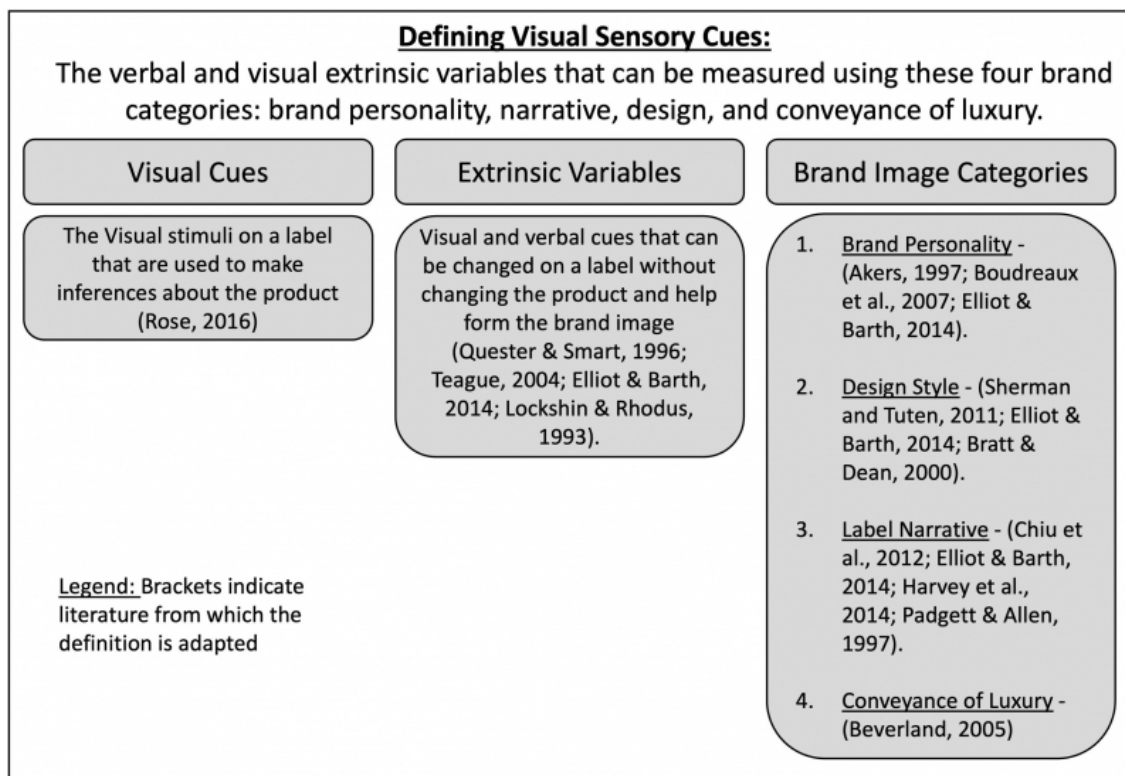 Defining Visual Sensory Cues:
The verbal and visual extrinsic variables that can be measured using these four brand
categories: brand personality, narrative, design, and conveyance of luxury.
Visual Cues
The Visual stimuli on a label
that are used to make
inferences about the product
(Rose, 2016)
Legend: Brackets indicate
literature from which the
definition is adapted
Extrinsic Variables
Visual and verbal cues that can
be changed on a label without
changing the product and help
form the brand image
(Quester & Smart, 1996;
Teague, 2004; Elliot & Barth,
2014; Lockshin & Rhodus,
1993).
Brand Image Categories
1. Brand Personality -
(Akers, 1997; Boudreaux
et al., 2007; Elliot &
Barth, 2014).
2. Design Style - (Sherman
and Tuten, 2011; Elliot &
Barth, 2014; Bratt &
Dean, 2000).
3. Label Narrative - (Chiu et
al., 2012; Elliot & Barth,
2014; Harvey et al.,
2014; Padgett & Allen,
1997).
4. Conveyance of Luxury -
(Beverland, 2005)